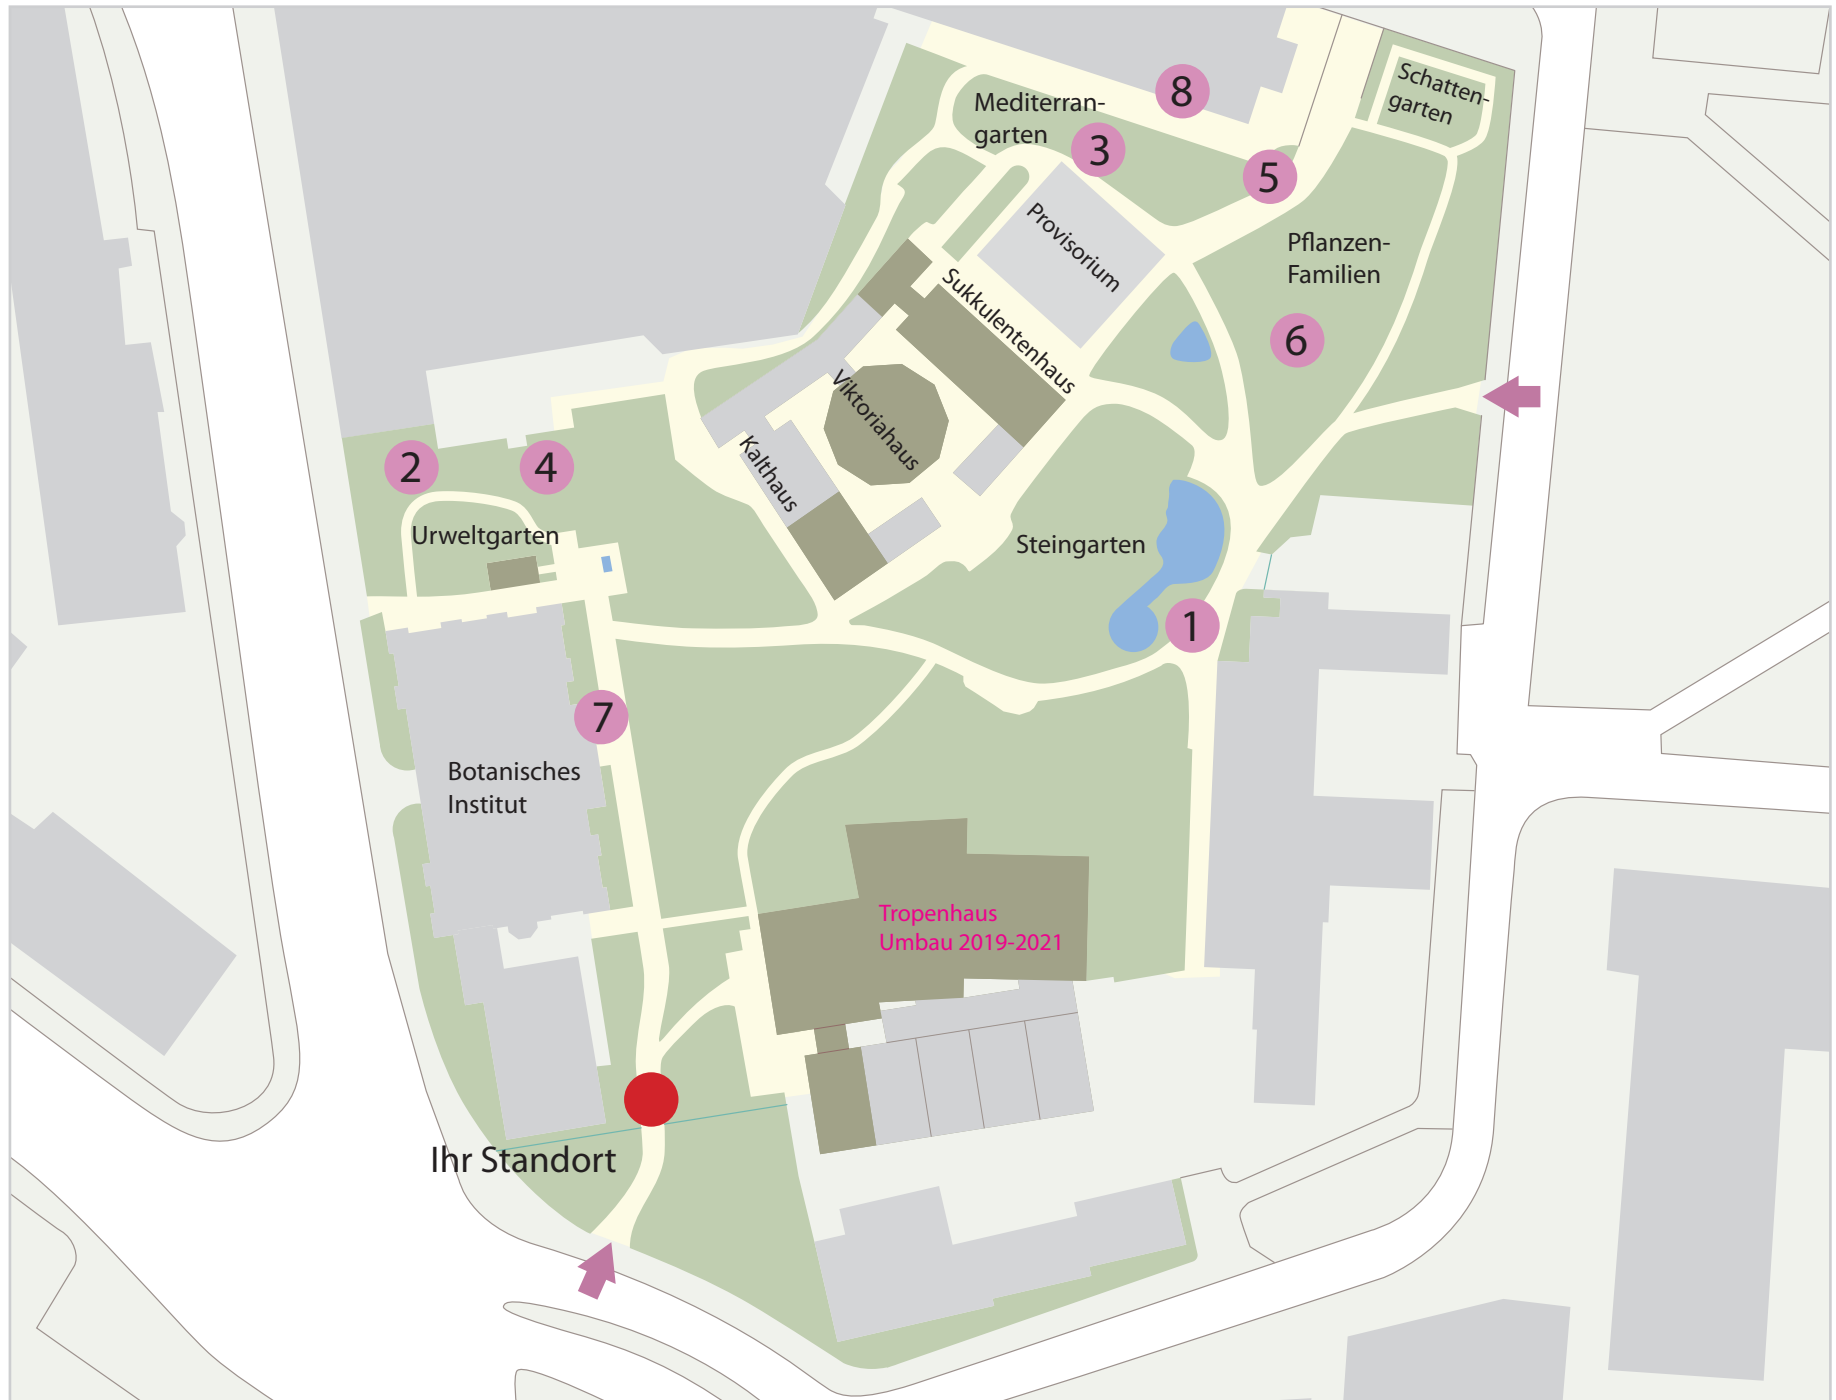 Schatten-
garten
8
Mediterran-
garten
3
5
Provisorium
Pflanzen-
Familien
Sukkulentenhaus
6
Viktoriahaus
Kalthaus
2
4
Urweltgarten
Steingarten
1
7
Botanisches
Institut
Tropenhaus
Umbau 2019-2021
Ihr Standort